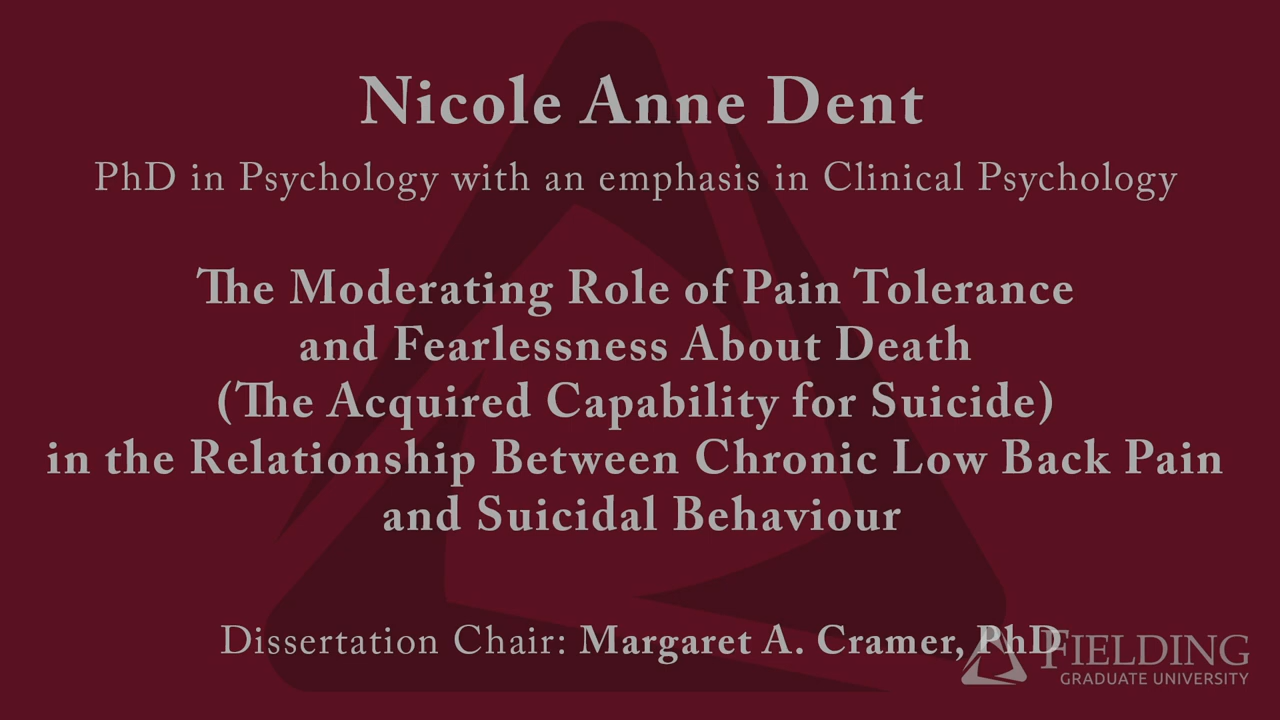 Nicole Anne Dent
PhD in Psychology with an emphasis in Clinical Psychology
The Moderating Role of Pain Tolerance
and Fearlessness About Death
(The Acquired Capability for Suicide)
in the Relationship Between Chronic Low Back Pain
and Suicidal Behaviour
Dissertation Chair: Margaret A. Cramer, PhD
FIELDING
GRADUATE UNIVERSITY